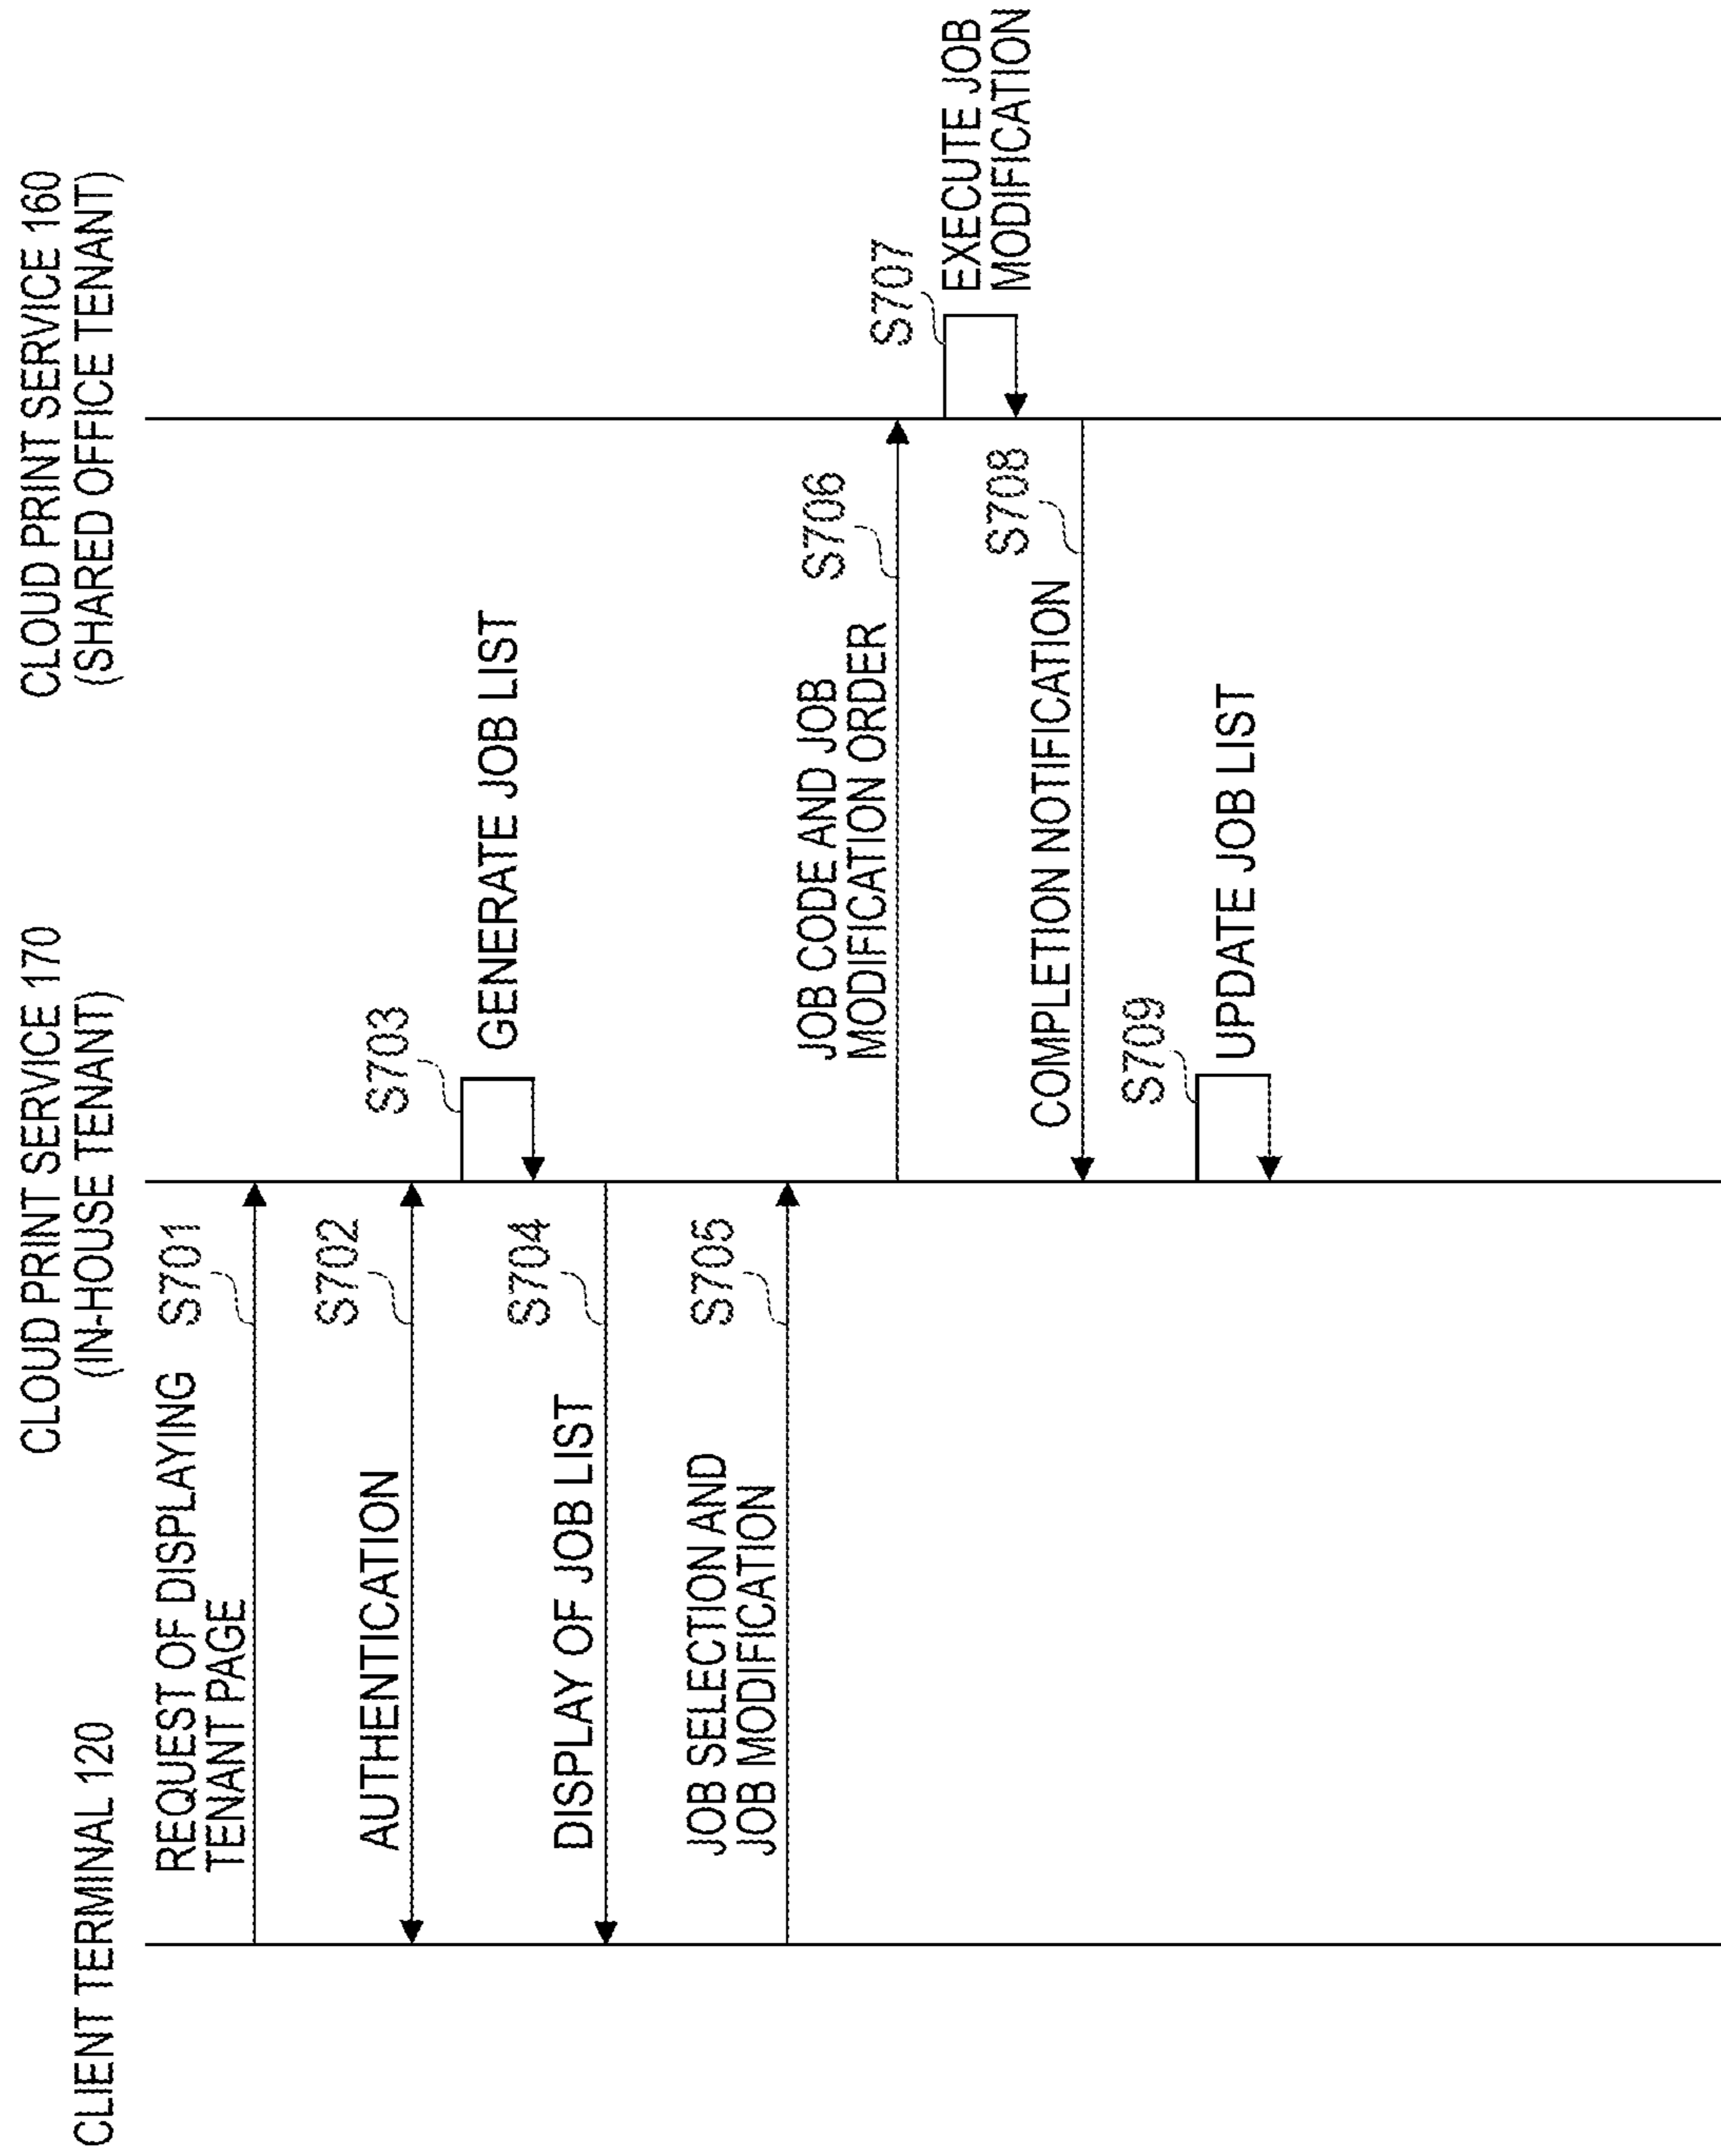 CLIENT TERMINAL 120
CLOUD PRINT SERVICE 170
(IN-HOUSE TENANT)
CLOUD PRINT SERVICE 160
(SHARED OFFICE TENANT)
REQUEST OF DISPLAYING
TENANT PAGE
S701
AUTHENTICATION
S702
S703
GENERATE JOB LIST
DISPLAY OF JOB LIST
S704
JOB SELECTION AND
JOB MODIFICATION
S705
JOB CODE AND JOB
MODIFICATION ORDER
S706
S707
EXECUTE JOB
MODIFICATION
COMPLETION NOTIFICATION
S708
S709
UPDATE JOB LIST